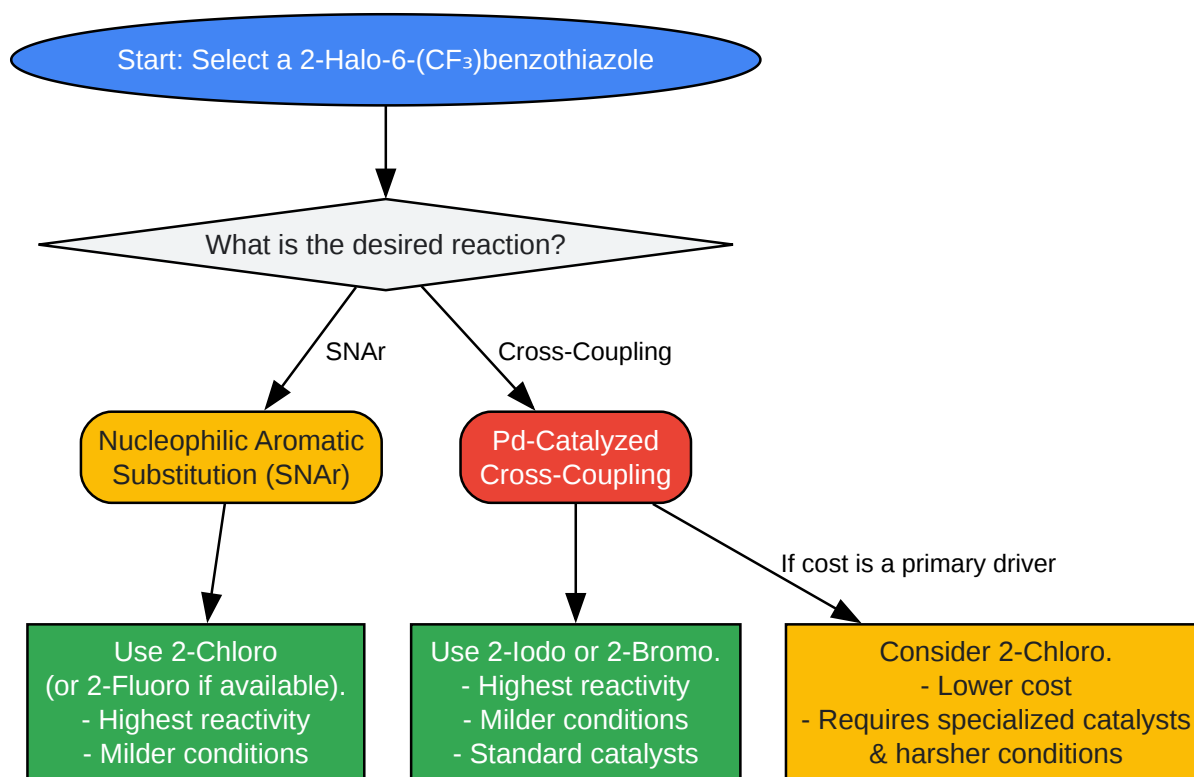 Start: Select a 2-Halo-6-(CF₃)benzothiazole
What is the desired reaction?
SNAr
Cross-Coupling
Nucleophilic Aromatic
Substitution (SNAr)
Pd-Catalyzed
Cross-Coupling
If cost is a primary driver
Use 2-Chloro
(or 2-Fluoro if available).
- Highest reactivity
- Milder conditions
Use 2-Iodo or 2-Bromo.
- Highest reactivity
- Milder conditions
- Standard catalysts
Consider 2-Chloro.
- Lower cost
- Requires specialized catalysts
& harsher conditions